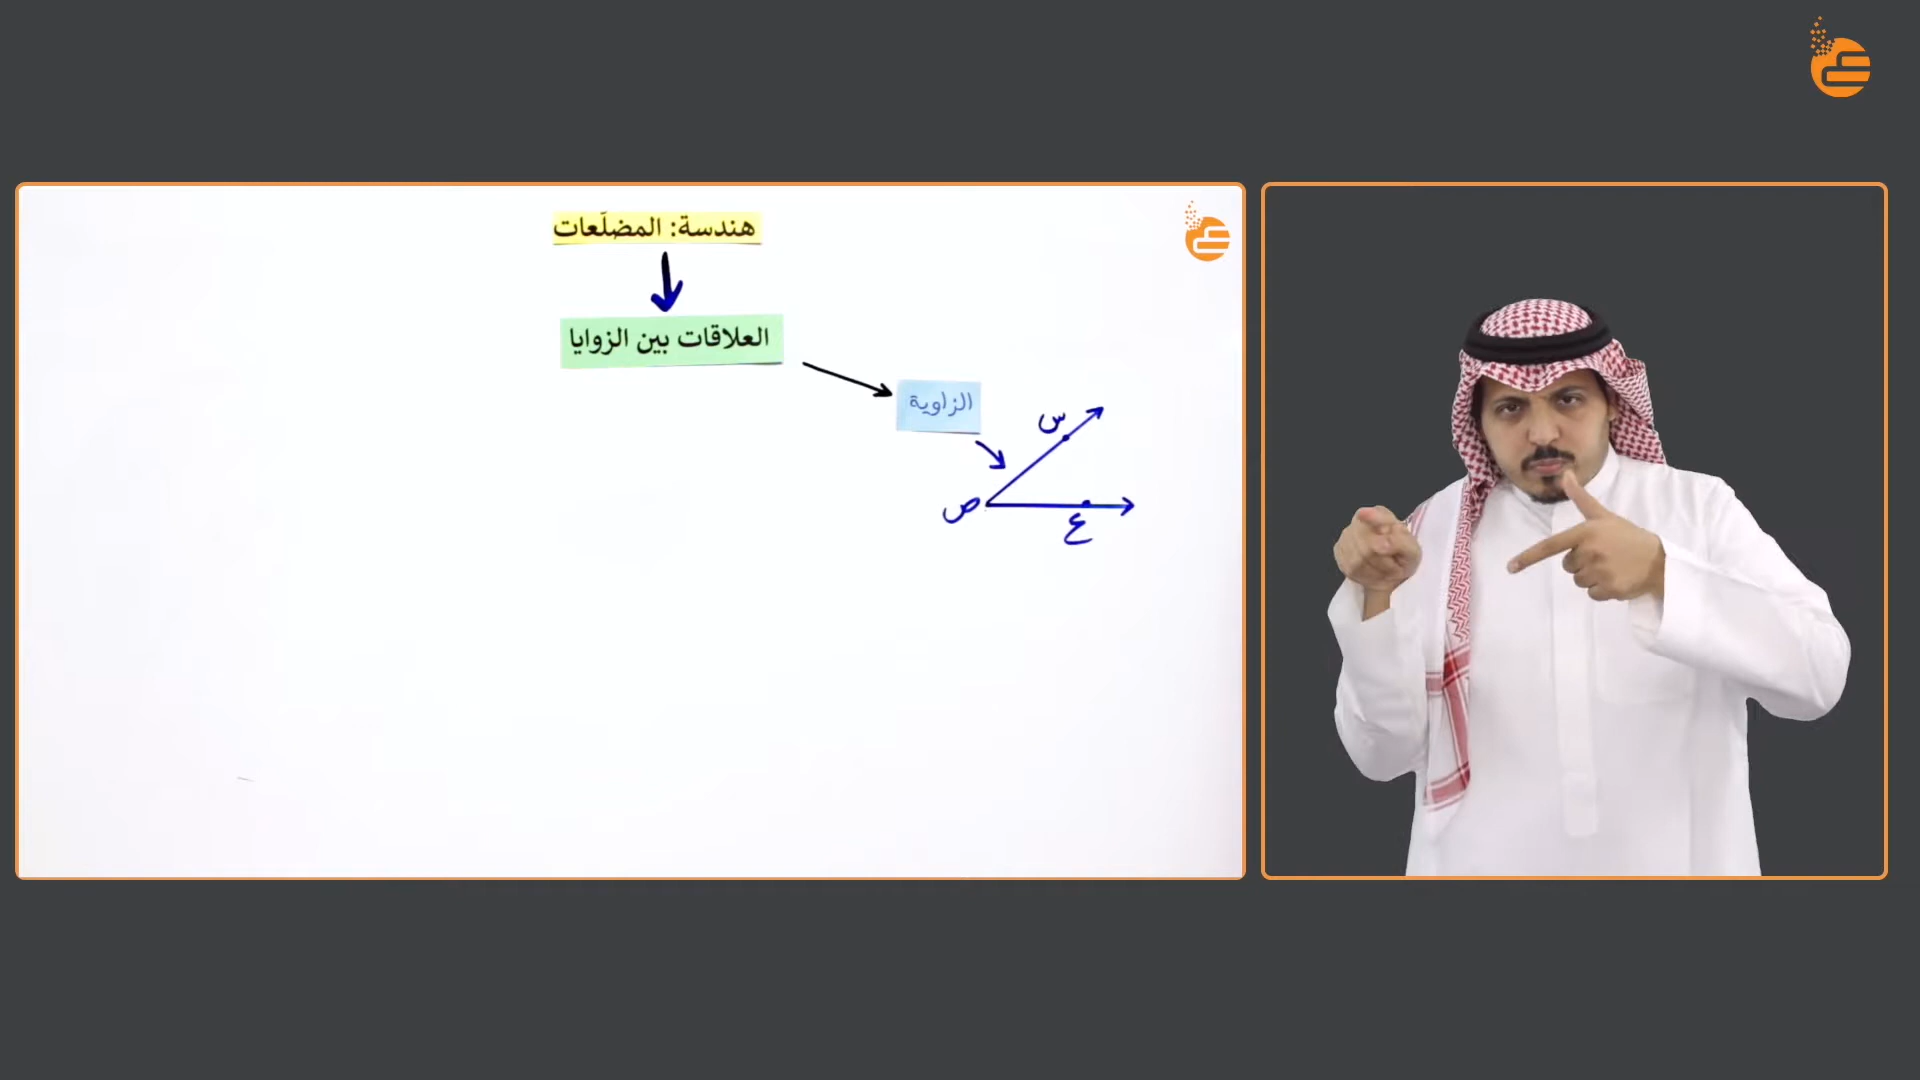 هندسة: المضلّعات
العلاقات بين الزوايا
الزاوية
س
ص
ع